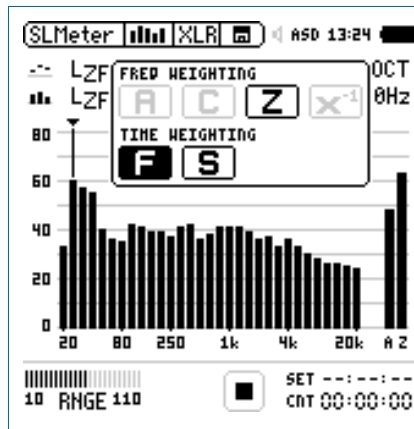 SLMeter XLR ASD 13:24
LZF FREQ WEIGHTING OCT
LZF A C Z X-1 0Hz
80 TIME WEIGHTING
F S
60
40
20
0
20 80 250 1k 4k 20k A Z
SET --:--:--
10 RNGE 110 CNT 00:00:00